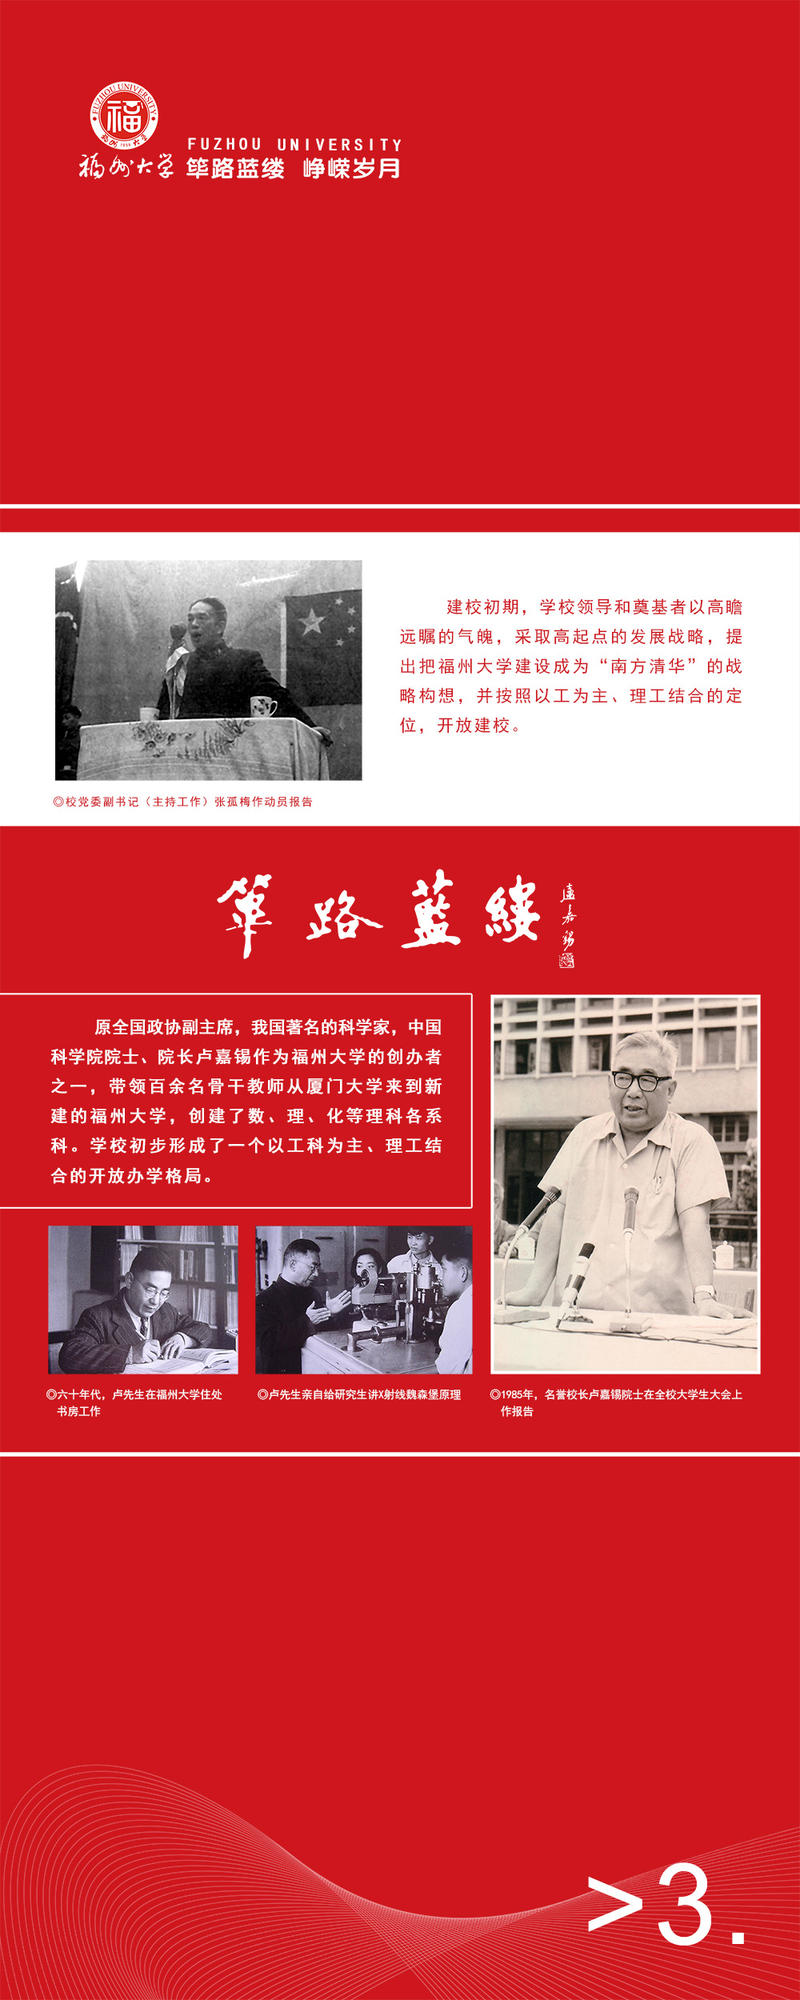 FUZHOU UNIVERSITY
福
福州大学
1958
福州大学
FUZHOU UNIVERSITY
筚路蓝缕 峥嵘岁月
建校初期，学校领导和奠基者以高瞻
远瞩的气魄，采取高起点的发展战略，提
出把福州大学建设成为“南方清华”的战
略构想，并按照以工为主、理工结合的定
位，开放建校。
◎校党委副书记（主持工作）张孤梅作动员报告
筚路蓝缕
卢嘉锡
原全国政协副主席，我国著名的科学家，中国
科学院院士、院长卢嘉锡作为福州大学的创办者
之一，带领百余名骨干教师从厦门大学来到新
建的福州大学，创建了数、理、化等理科各系
科。学校初步形成了一个以工科为主、理工结
合的开放办学格局。
◎六十年代，卢先生在福州大学住处
书房工作
◎卢先生亲自给研究生讲X射线魏森堡原理
◎1985年，名誉校长卢嘉锡院士在全校大学生大会上
作报告
>3.